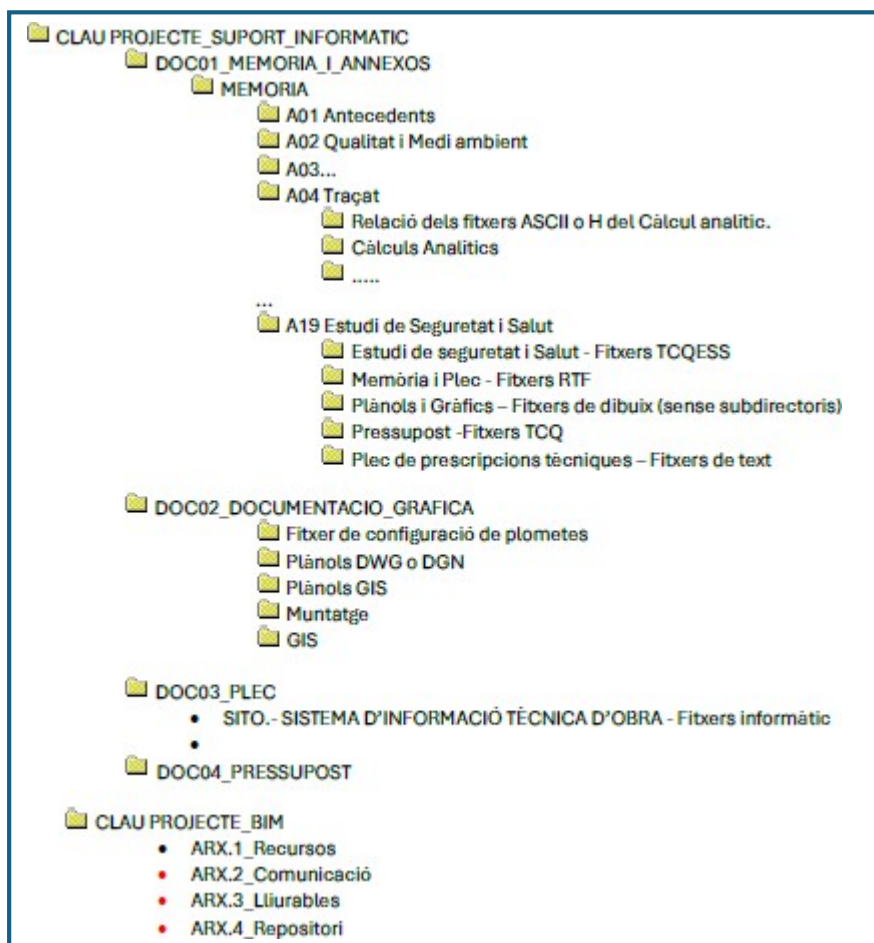 CLAU PROJECTE_SUPORT_INFORMATIC
DOC01_MEMORIA_I_ANNEXOS
MEMORIA
A01 Antecedents
A02 Qualitat i Medi ambient
A03...
A04 Traçat
Relació dels fitxers ASCII o H del Càlcul analític.
Càlculs Analítics
.....
...
A19 Estudi de Seguretat i Salut
Estudi de seguretat i Salut - Fitxers TCQESS
Memòria i Plec - Fitxers RTF
Plànols i Gràfics – Fitxers de dibuix (sense subdirectoris)
Pressupost -Fitxers TCQ
Plec de prescripcions tècniques – Fitxers de text
DOC02_DOCUMENTACIO_GRAFICA
Fitxer de configuració de plometes
Plànols DWG o DGN
Plànols GIS
Muntatge
GIS
DOC03_PLEC
• SITO.- SISTEMA D'INFORMACIÓ TÈCNICA D'OBRA - Fitxers informàtic
•
DOC04_PRESSUPOST
CLAU PROJECTE_BIM
• ARX.1_Recursos
• ARX.2_Comunicació
• ARX.3_Lliurables
• ARX.4_Repositori